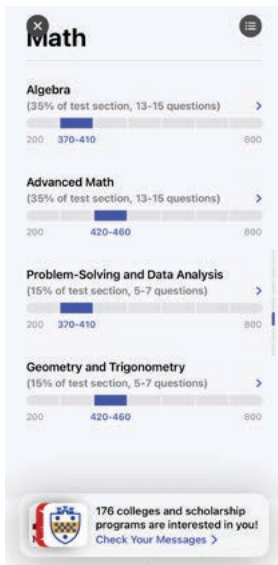 Math
Algebra
(35% of test section, 13-15 questions)
200 370-410 800
Advanced Math
(35% of test section, 13-15 questions)
200 420-460 800
Problem-Solving and Data Analysis
(15% of test section, 5-7 questions)
200 370-410 800
Geometry and Trigonometry
(15% of test section, 5-7 questions)
200 420-460 800
176 colleges and scholarship
programs are interested in you!
Check Your Messages >